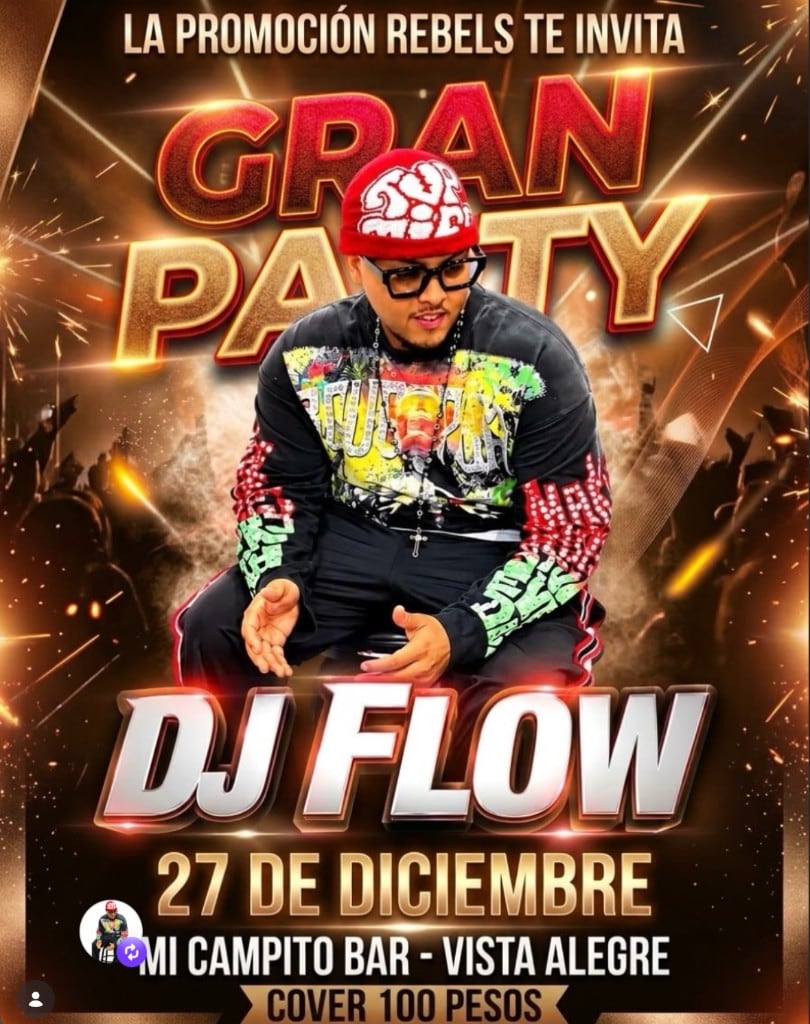 LA PROMOCIÓN REBELS TE INVITA
GRAN
PARTY
DJ FLOW
27 DE DICIEMBRE
MI CAMPITO BAR - VISTA ALEGRE
COVER 100 PESOS